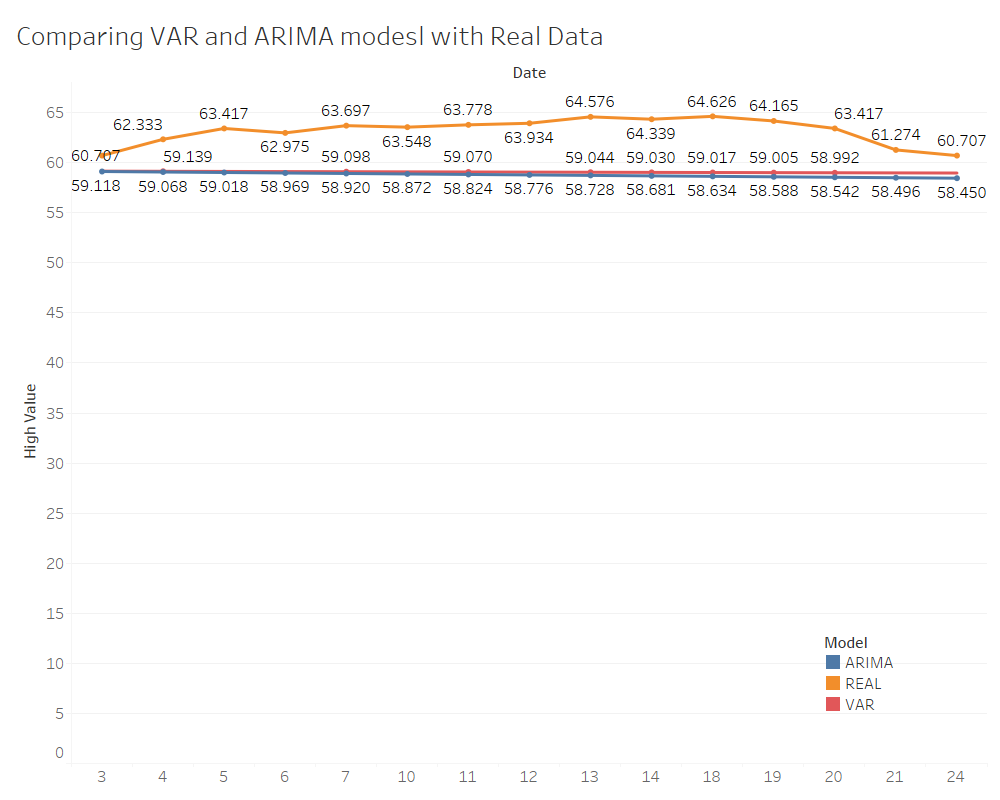 Comparing VAR and ARIMA modesl with Real Data
Date
65
60
55
50
45
40
35
30
25
20
15
10
5
0
High Value
60.707 62.333 63.417 62.975 63.697 63.548 63.778 63.934 64.576 64.339 64.626 64.165 63.417 61.274 60.707
59.139 59.098 59.070 59.044 59.030 59.017 59.005 58.992
59.118 59.068 59.018 58.969 58.920 58.872 58.824 58.776 58.728 58.681 58.634 58.588 58.542 58.496 58.450
Model
ARIMA
REAL
VAR
3 4 5 6 7 10 11 12 13 14 18 19 20 21 24